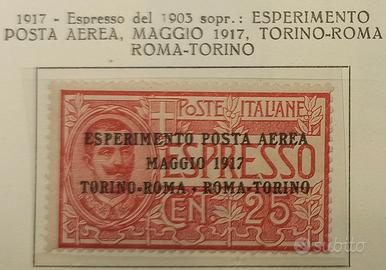 1917 - Espresso del 1903 sopr.: ESPERIMENTO
POSTA AEREA, MAGGIO 1917, TORINO-ROMA
ROMA-TORINO
POSTE ITALIANE
ESPERIMENTO POSTA AEREA
ESPRESSO
MAGGIO 1917
TORINO-ROMA • ROMA-TORINO
CEN 25
subito.it